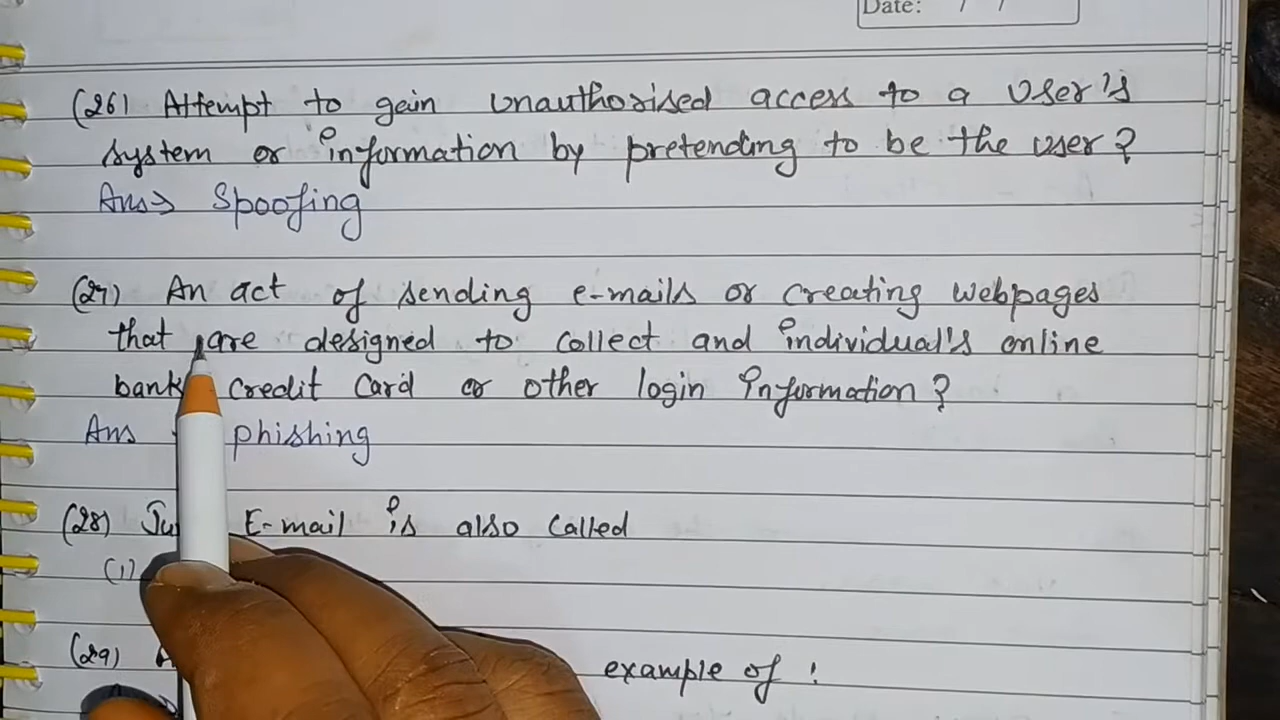 Date: / /
(26) Attempt to gain unauthorised access to a user's
system or information by pretending to be the user?
Ans→ Spoofing
(27) An act of sending e-mails or creating webpages
that are designed to collect and individual's online
bank credit card or other login information?
Ans phishing
(28) E-mail is also called
(1)
(29) example of :